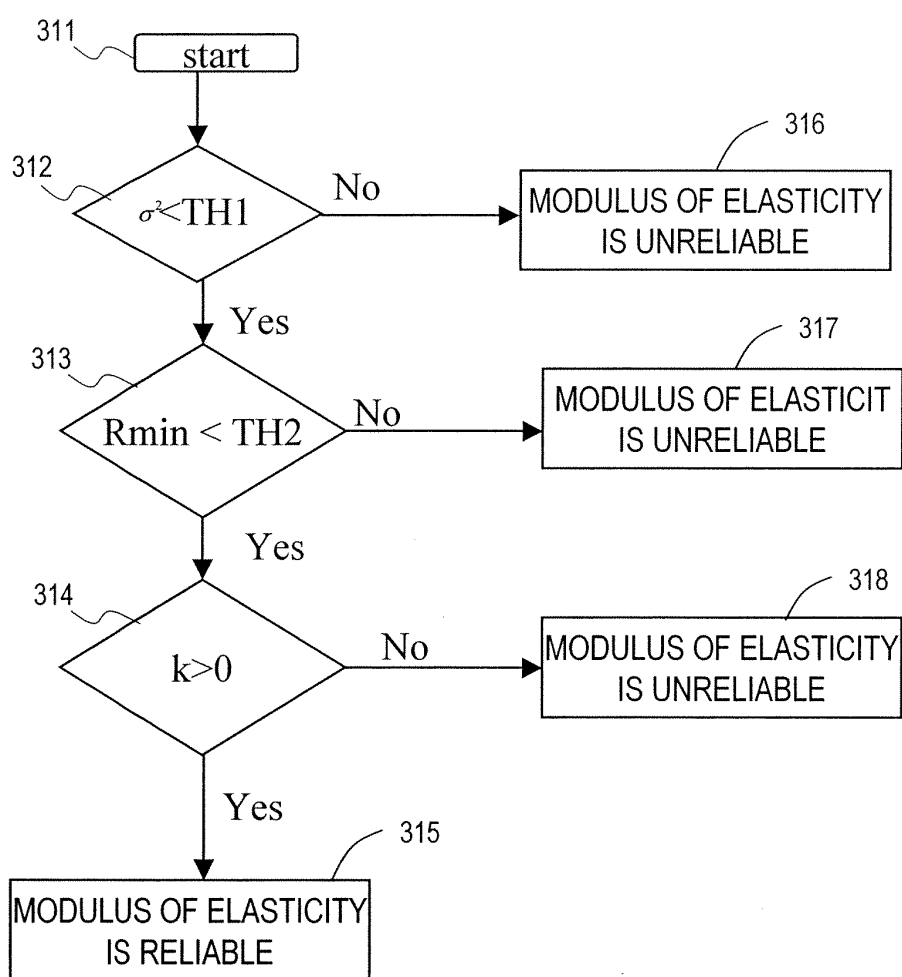 311
start
316
312
σ²<TH1
No
MODULUS OF ELASTICITY
IS UNRELIABLE
Yes
317
313
Rmin < TH2
No
MODULUS OF ELASTICIT
IS UNRELIABLE
Yes
318
314
k>0
No
MODULUS OF ELASTICITY
IS UNRELIABLE
Yes
315
MODULUS OF ELASTICITY
IS RELIABLE